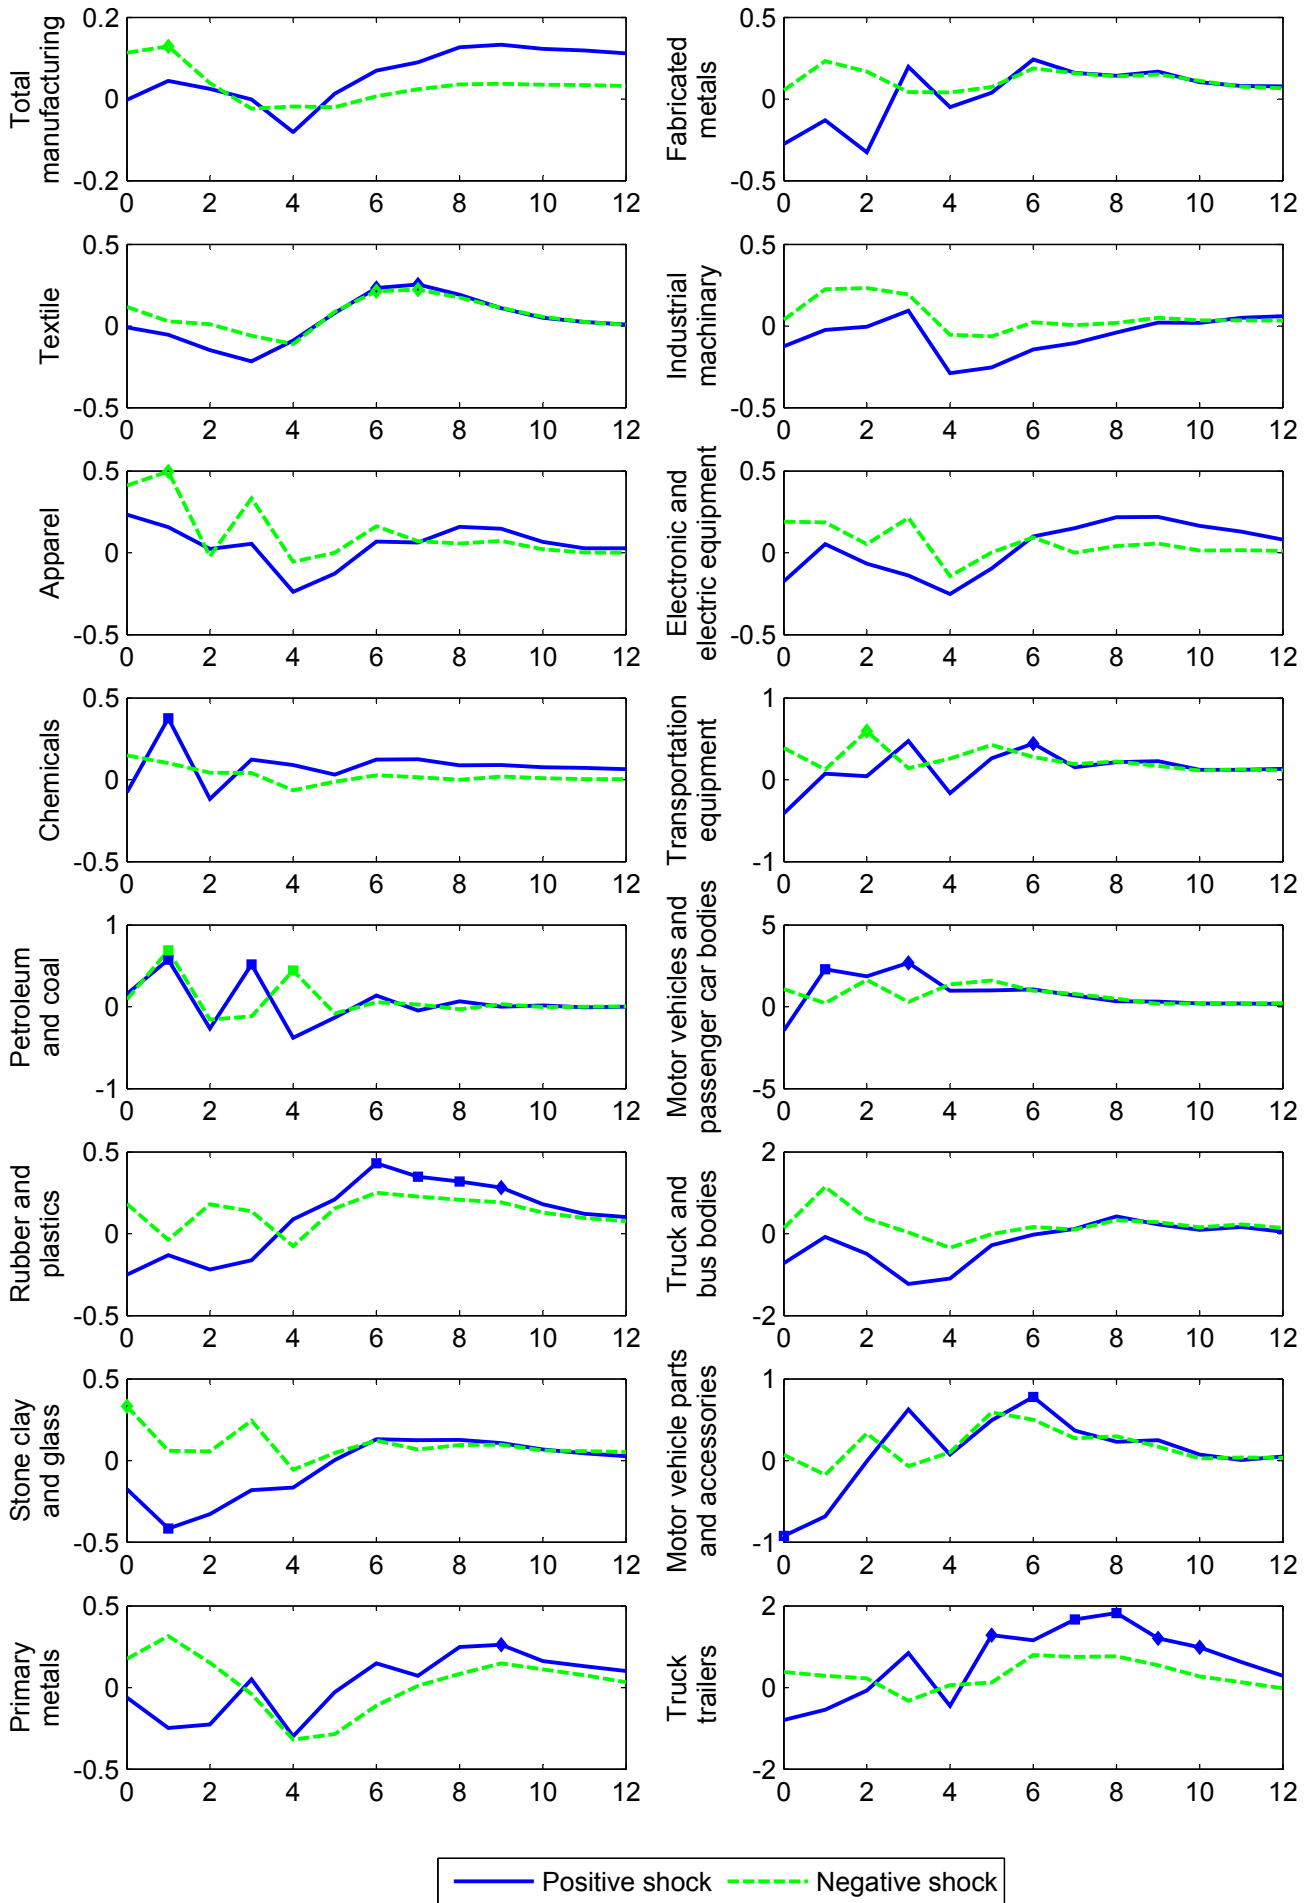 Total
manufacturing
0.2
0
-0.2
0 2 4 6 8 10 12
Fabricated
metals
0.5
0
-0.5
0 2 4 6 8 10 12
Textile
0.5
0
-0.5
0 2 4 6 8 10 12
Industrial
machinary
0.5
0
-0.5
0 2 4 6 8 10 12
Apparel
0.5
0
-0.5
0 2 4 6 8 10 12
Electronic and
electric equipment
0.5
0
-0.5
0 2 4 6 8 10 12
Chemicals
0.5
0
-0.5
0 2 4 6 8 10 12
Transportation
equipment
1
0
-1
0 2 4 6 8 10 12
Petroleum
and coal
1
0
-1
0 2 4 6 8 10 12
Motor vehicles and
passenger car bodies
5
0
-5
0 2 4 6 8 10 12
Rubber and
plastics
0.5
0
-0.5
0 2 4 6 8 10 12
Truck and
bus bodies
2
0
-2
0 2 4 6 8 10 12
Stone clay
and glass
0.5
0
-0.5
0 2 4 6 8 10 12
Motor vehicle parts
and accessories
1
0
-1
0 2 4 6 8 10 12
Primary
metals
0.5
0
-0.5
0 2 4 6 8 10 12
Truck
trailers
2
0
-2
0 2 4 6 8 10 12
Positive shock Negative shock